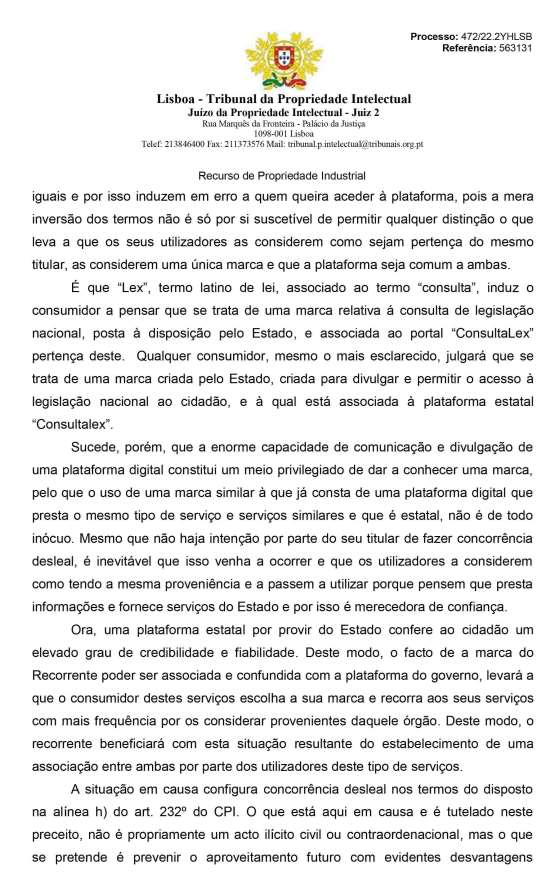 Processo: 472/22.2YHLSB
Referência: 563131
Lisboa - Tribunal da Propriedade Intelectual
Juízo da Propriedade Intelectual - Juiz 2
Rua Marquês da Fronteira - Palácio da Justiça
1098-001 Lisboa
Telef: 213846400 Fax: 211373576 Mail: tribunal.p.intelectual@tribunais.org.pt
Recurso de Propriedade Industrial
iguais e por isso induzem em erro a quem queira aceder à plataforma, pois a mera
inversão dos termos não é só por si suscetível de permitir qualquer distinção o que
leva a que os seus utilizadores as considerem como sejam pertença do mesmo
titular, as considerem uma única marca e que a plataforma seja comum a ambas.
É que “Lex”, termo latino de lei, associado ao termo “consulta”, induz o
consumidor a pensar que se trata de uma marca relativa á consulta de legislação
nacional, posta à disposição pelo Estado, e associada ao portal “ConsultaLex”
pertença deste. Qualquer consumidor, mesmo o mais esclarecido, julgará que se
trata de uma marca criada pelo Estado, criada para divulgar e permitir o acesso à
legislação nacional ao cidadão, e à qual está associada à plataforma estatal
“Consultalex”.
Sucede, porém, que a enorme capacidade de comunicação e divulgação de
uma plataforma digital constitui um meio privilegiado de dar a conhecer uma marca,
pelo que o uso de uma marca similar à que já consta de uma plataforma digital que
presta o mesmo tipo de serviço e serviços similares e que é estatal, não é de todo
inócuo. Mesmo que não haja intenção por parte do seu titular de fazer concorrência
desleal, é inevitável que isso venha a ocorrer e que os utilizadores a considerem
como tendo a mesma proveniência e a passem a utilizar porque pensem que presta
informações e fornece serviços do Estado e por isso é merecedora de confiança.
Ora, uma plataforma estatal por provir do Estado confere ao cidadão um
elevado grau de credibilidade e fiabilidade. Deste modo, o facto de a marca do
Recorrente poder ser associada e confundida com a plataforma do governo, levará a
que o consumidor destes serviços escolha a sua marca e recorra aos seus serviços
com mais frequência por os considerar provenientes daquele órgão. Deste modo, o
recorrente beneficiará com esta situação resultante do estabelecimento de uma
associação entre ambas por parte dos utilizadores deste tipo de serviços.
A situação em causa configura concorrência desleal nos termos do disposto
na alínea h) do art. 232º do CPI. O que está aqui em causa e é tutelado neste
preceito, não é propriamente um acto ilícito civil ou contraordenacional, mas o que
se pretende é prevenir o aproveitamento futuro com evidentes desvantagens